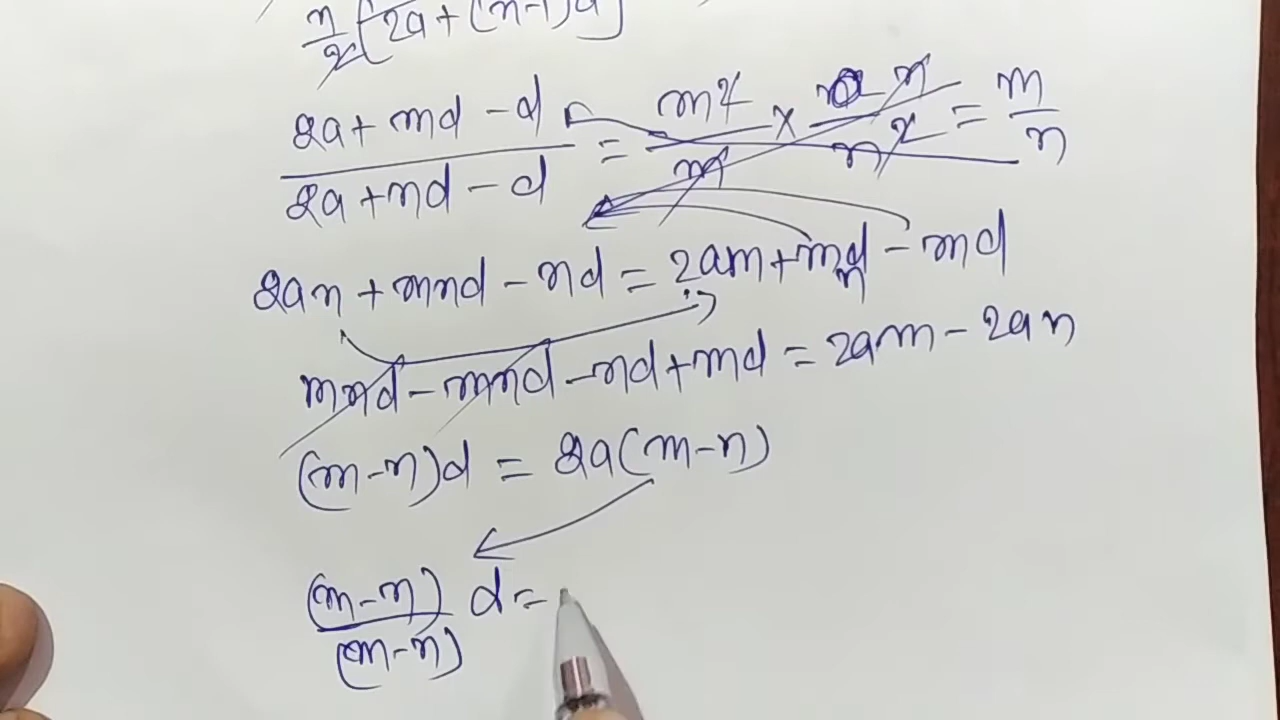 n/2[2a+(n-1)d]
(2a+md-d)/(2a+nd-d) = m²/m × n/n² = m/n
2an+mnd-nd=2am+mnd-md
mnd-mnd-nd+md=2am-2an
(m-n)d=2a(m-n)
(m-n)/(m-n) d=